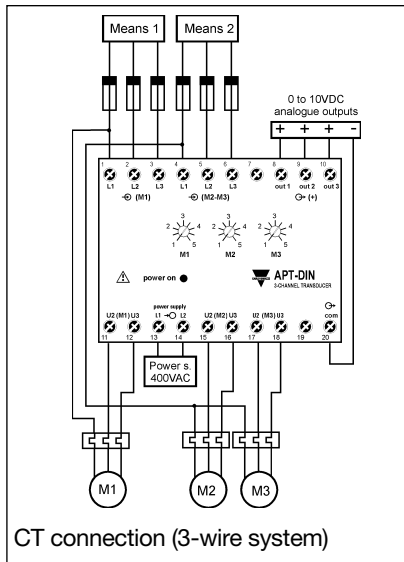 Means 1 Means 2
0 to 10VDC
analogue outputs
+ + + -
1 2 3 4 5 6 7 8 9 10
L1 L2 L3 L1 L2 L3 out 1 out 2 out 3
(M1) (M2-M3) (+)
1 2 3 4 5 1 2 3 4 5 1 2 3 4 5
M1 M2 M3
power on APT-DIN
3-CHANNEL TRANSDUCER
power supply
U2 (M1) U3 L1 L2 U2 (M2) U3 U2 (M3) U3 com
11 12 13 14 15 16 17 18 19 20
Power s.
400VAC
M1 M2 M3
CT connection (3-wire system)